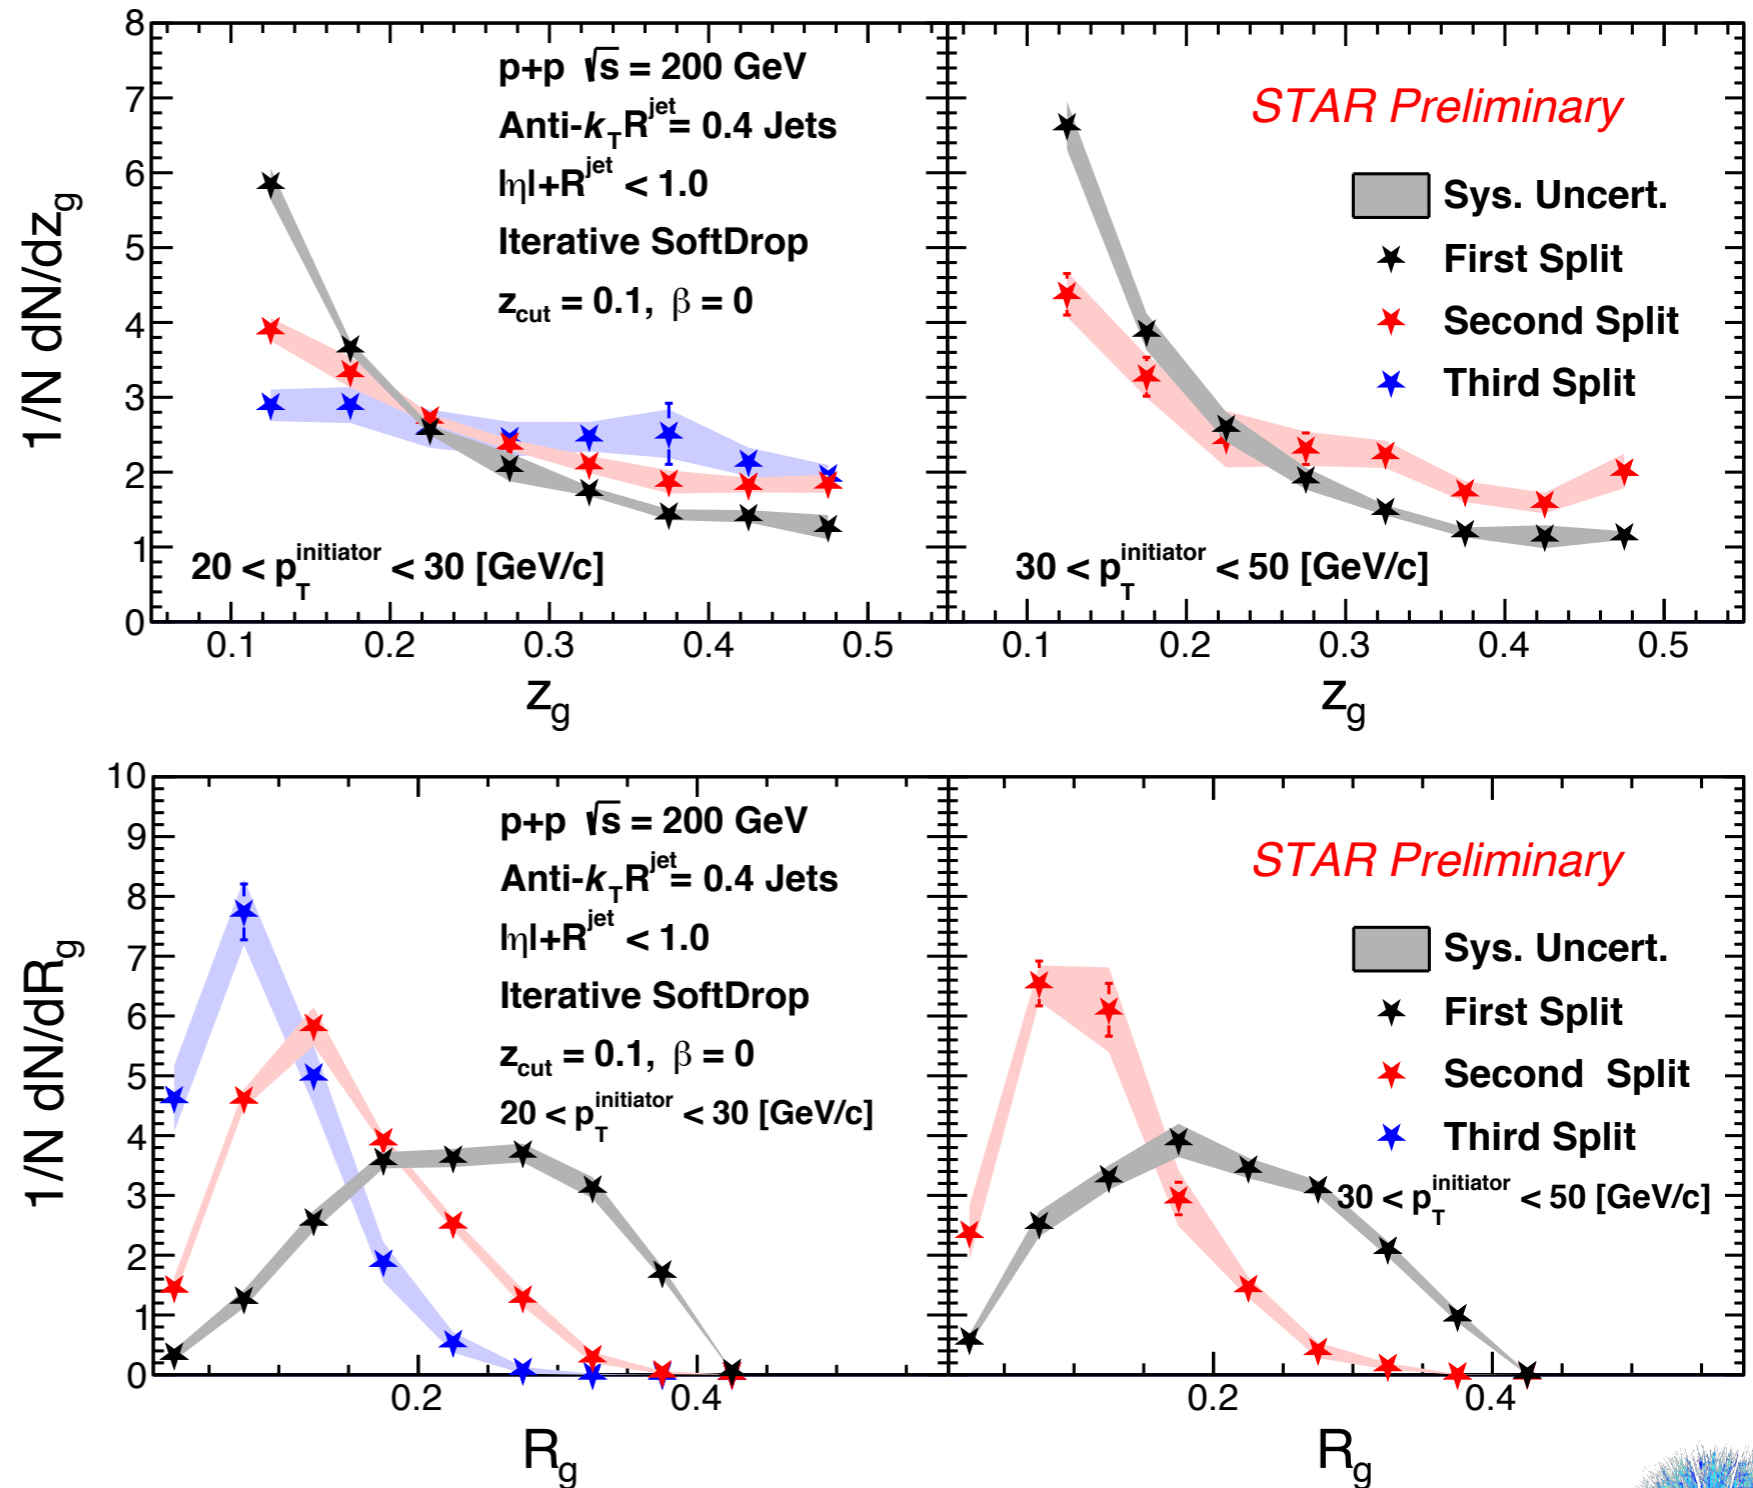 1/N dN/dz_g
8
7
6
5
4
3
2
1
0
p+p √s = 200 GeV
Anti-k_T R^jet = 0.4 Jets
|η|+R^jet < 1.0
Iterative SoftDrop
z_cut = 0.1, β = 0
20 < p_T^initiator < 30 [GeV/c]
0.1 0.2 0.3 0.4 0.5
z_g
STAR Preliminary
Sys. Uncert.
First Split
Second Split
Third Split
30 < p_T^initiator < 50 [GeV/c]
0.1 0.2 0.3 0.4 0.5
z_g
1/N dN/dR_g
10
9
8
7
6
5
4
3
2
1
0
p+p √s = 200 GeV
Anti-k_T R^jet = 0.4 Jets
|η|+R^jet < 1.0
Iterative SoftDrop
z_cut = 0.1, β = 0
20 < p_T^initiator < 30 [GeV/c]
0.2 0.4
R_g
STAR Preliminary
Sys. Uncert.
First Split
Second Split
Third Split
30 < p_T^initiator < 50 [GeV/c]
0.2 0.4
R_g